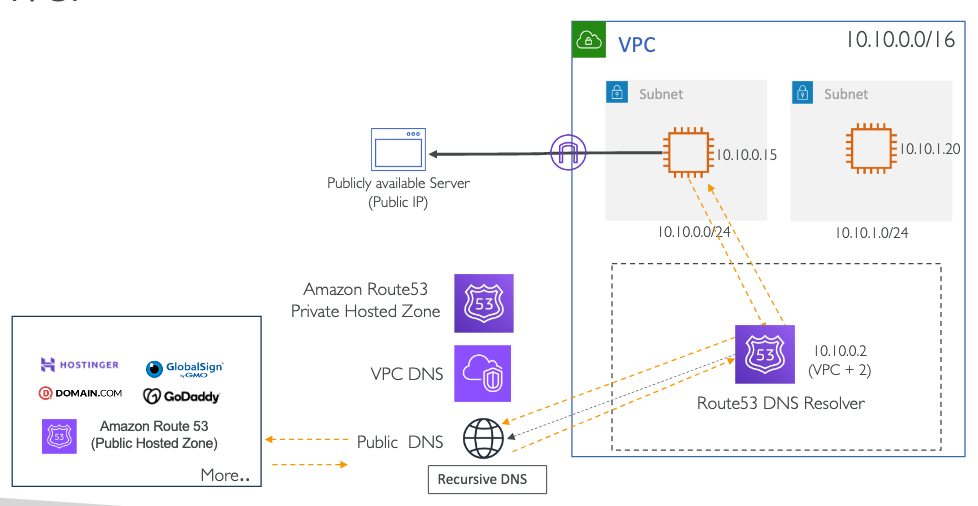 VPC
10.10.0.0/16
Subnet
Subnet
10.10.0.15
10.10.1.20
Publicly available Server
(Public IP)
10.10.0.0/24
10.10.1.0/24
Amazon Route53
Private Hosted Zone
53
VPC DNS
53
10.10.0.2
(VPC + 2)
Route53 DNS Resolver
HOSTINGER
GlobalSign
by GMO
DOMAIN.COM
GoDaddy
53
Amazon Route 53
(Public Hosted Zone)
More..
Public DNS
Recursive DNS